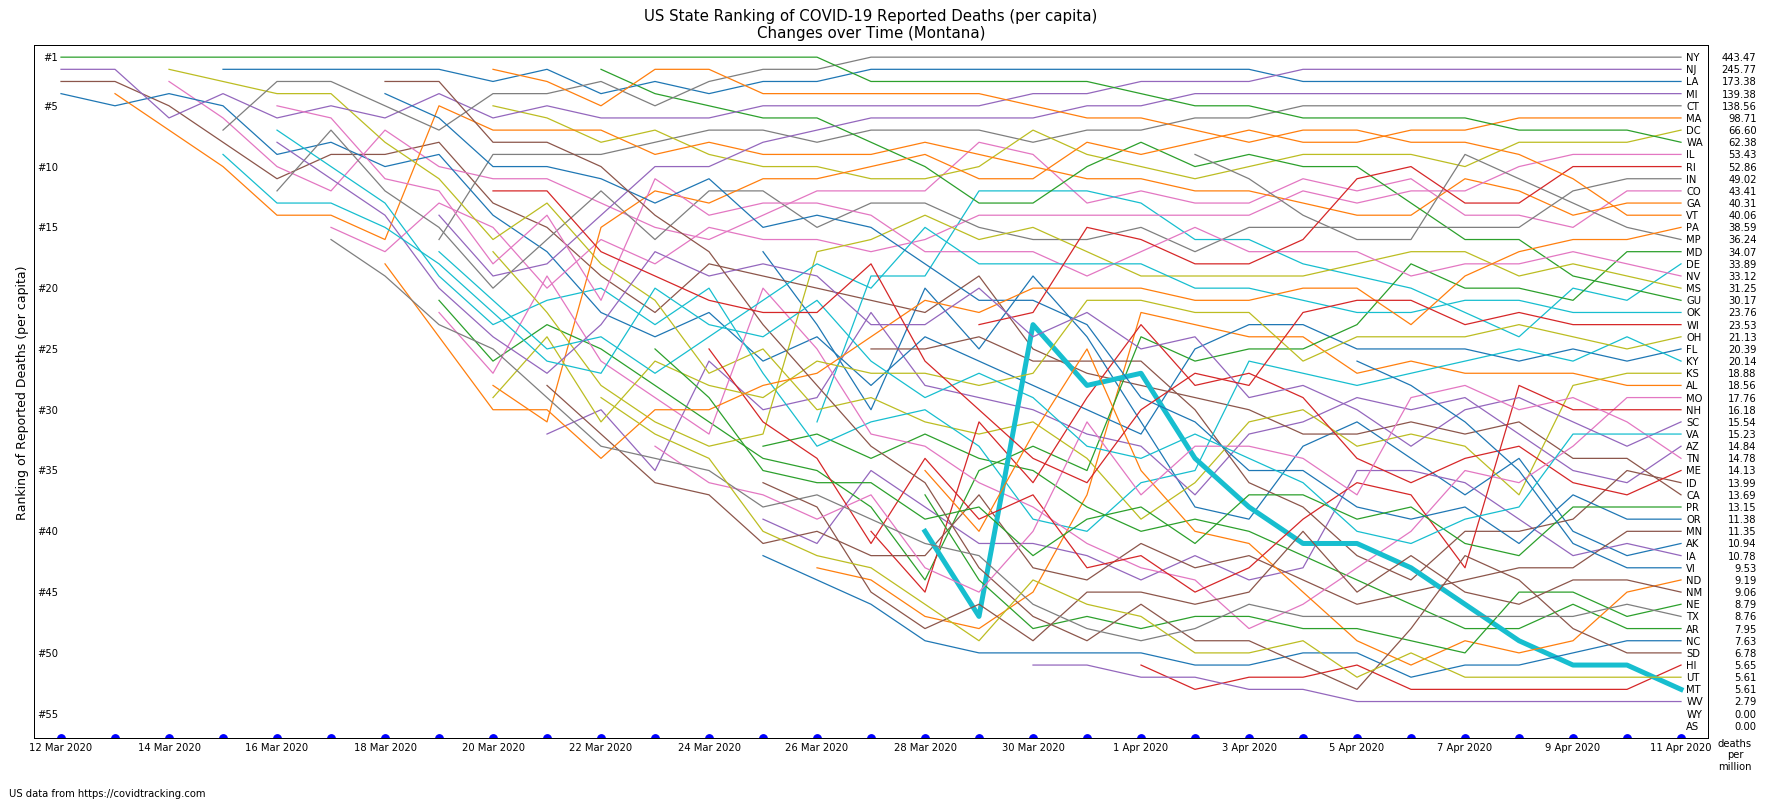 US State Ranking of COVID-19 Reported Deaths (per capita)
Changes over Time (Montana)
Ranking of Reported Deaths (per capita)
#1
#5
#10
#15
#20
#25
#30
#35
#40
#45
#50
#55
NY 443.47
NJ 245.77
LA 173.38
MI 139.38
CT 138.56
MA 98.71
DC 66.60
WA 62.38
IL 53.43
RI 52.86
IN 49.02
CO 43.41
GA 40.31
VT 40.06
PA 38.59
MP 36.24
MD 34.07
DE 33.89
NV 33.12
MS 31.25
GU 30.17
OK 23.76
WI 23.53
OH 21.13
FL 20.39
KY 20.14
KS 18.88
AL 18.56
MO 17.76
NH 16.18
SC 15.54
VA 15.23
AZ 14.84
TN 14.78
ME 14.13
ID 13.99
CA 13.69
PR 13.15
OR 11.38
MN 11.35
AK 10.94
IA 10.78
VI 9.53
ND 9.19
NM 9.06
NE 8.79
TX 8.76
AR 7.95
NC 7.63
SD 6.78
HI 5.65
UT 5.61
MT 5.61
WV 2.79
WY 0.00
AS 0.00
12 Mar 2020 14 Mar 2020 16 Mar 2020 18 Mar 2020 20 Mar 2020 22 Mar 2020 24 Mar 2020 26 Mar 2020 28 Mar 2020 30 Mar 2020 1 Apr 2020 3 Apr 2020 5 Apr 2020 7 Apr 2020 9 Apr 2020 11 Apr 2020
deaths
per
million
US data from https://covidtracking.com